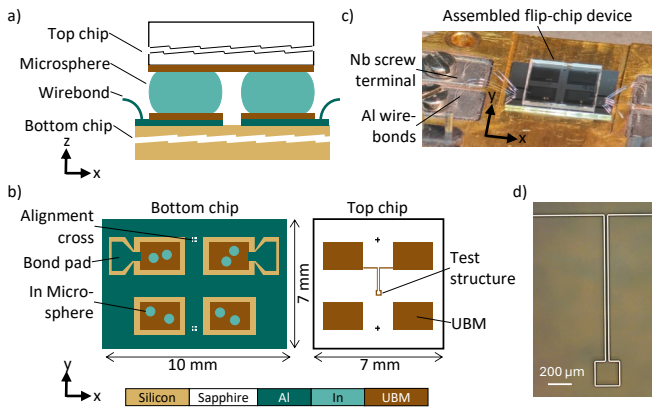 a)
Top chip
Microsphere
Wirebond
Bottom chip
z
x
c)
Assembled flip-chip device
Nb screw
terminal
Al wire-
bonds
y
x
b)
Bottom chip
Top chip
Alignment
cross
Bond pad
In Micro-
sphere
Test
structure
UBM
7 mm
10 mm
7 mm
y
x
Silicon
Sapphire
Al
In
UBM
d)
200 µm